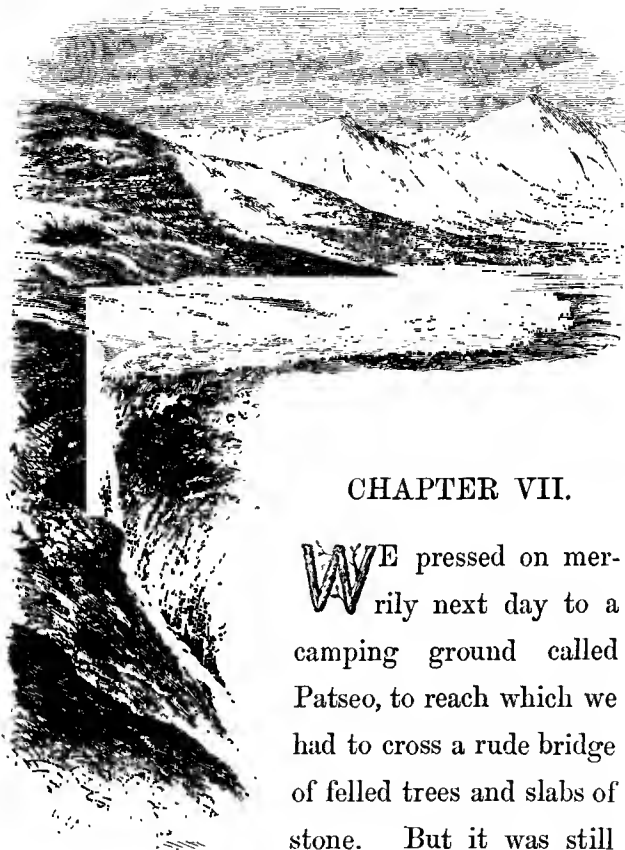 CHAPTER VII.
WE pressed on mer-
rily next day to a
camping ground called
Patseo, to reach which we
had to cross a rude bridge
of felled trees and slabs of
stone. But it was still